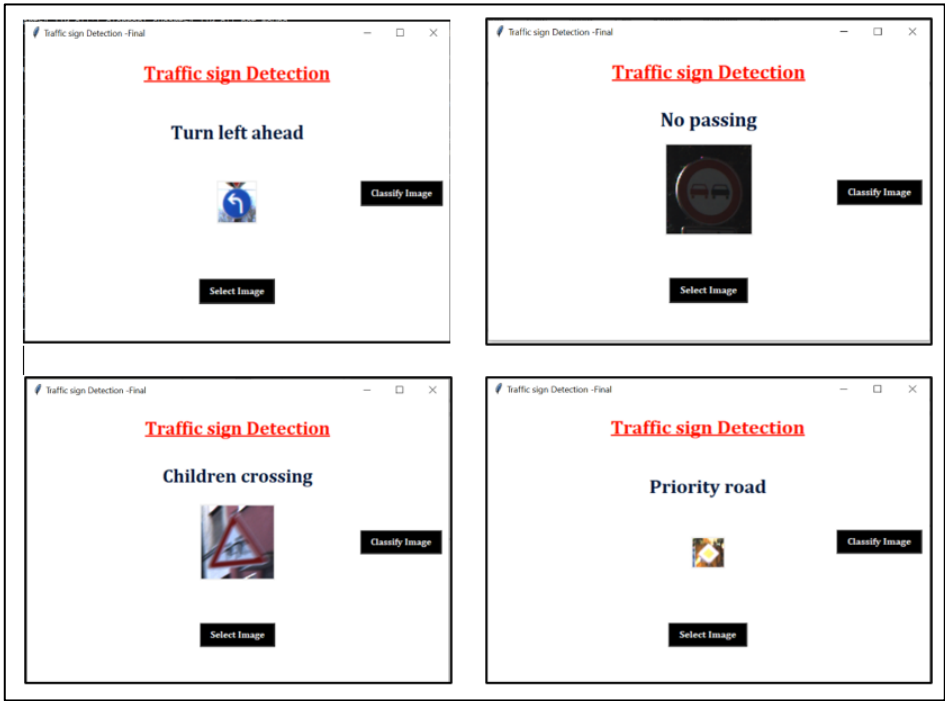 Traffic sign Detection -Final
Traffic sign Detection
Turn left ahead
Classify Image
Select Image
Traffic sign Detection -Final
Traffic sign Detection
No passing
Classify Image
Select Image
Traffic sign Detection -Final
Traffic sign Detection
Children crossing
Classify Image
Select Image
Traffic sign Detection -Final
Traffic sign Detection
Priority road
Classify Image
Select Image